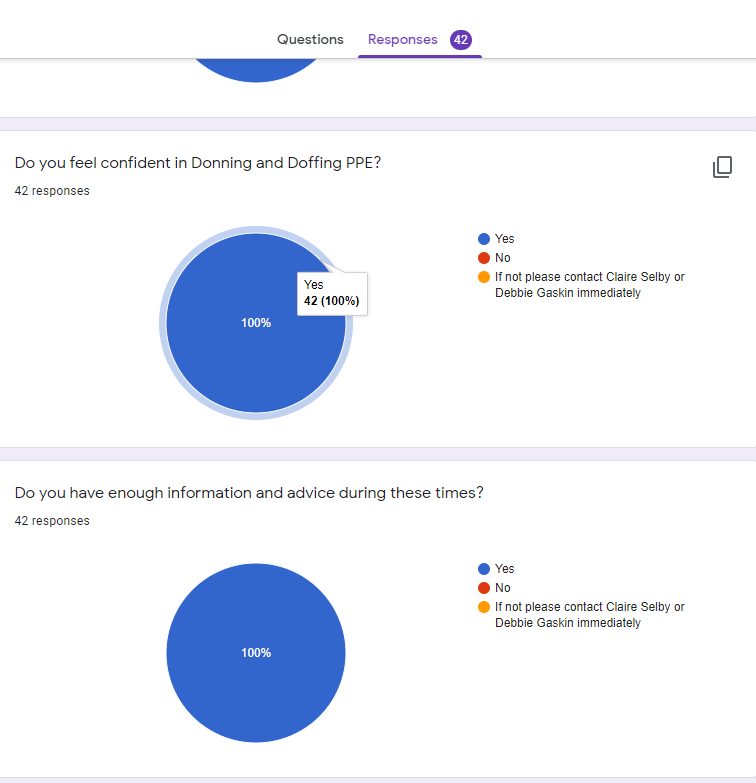 Questions
Responses 42
Do you feel confident in Donning and Doffing PPE?
42 responses
Yes
No
If not please contact Claire Selby or
Debbie Gaskin immediately
Yes
42 (100%)
100%
Do you have enough information and advice during these times?
42 responses
Yes
No
If not please contact Claire Selby or
Debbie Gaskin immediately
100%